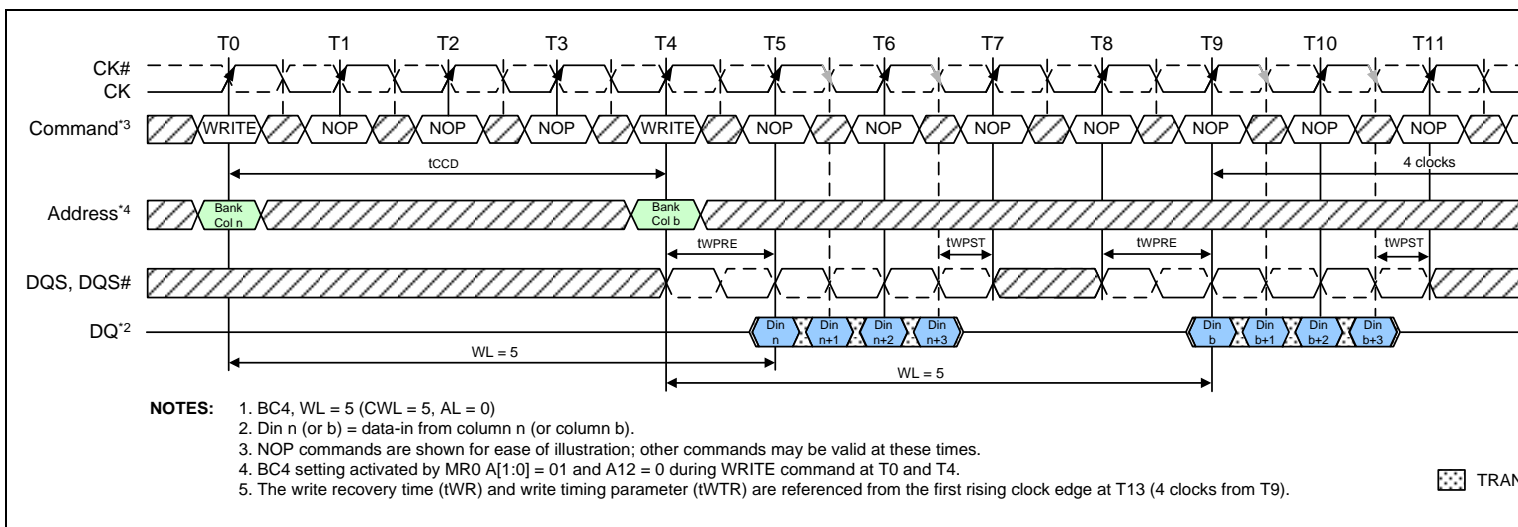 T0 T1 T2 T3 T4 T5 T6 T7 T8 T9 T10 T11
CK#
CK
Command*3 WRITE NOP NOP NOP WRITE NOP NOP NOP NOP NOP NOP NOP
tCCD 4 clocks
Address*4 Bank Col n Bank Col b
tWPRE tWPST tWPRE tWPST
DQS, DQS#
DQ*2 Din n Din n+1 Din n+2 Din n+3 Din b Din b+1 Din b+2 Din b+3
WL = 5
WL = 5
NOTES: 1. BC4, WL = 5 (CWL = 5, AL = 0)
2. Din n (or b) = data-in from column n (or column b).
3. NOP commands are shown for ease of illustration; other commands may be valid at these times.
4. BC4 setting activated by MR0 A[1:0] = 01 and A12 = 0 during WRITE command at T0 and T4.
5. The write recovery time (tWR) and write timing parameter (tWTR) are referenced from the first rising clock edge at T13 (4 clocks from T9).
TRAN